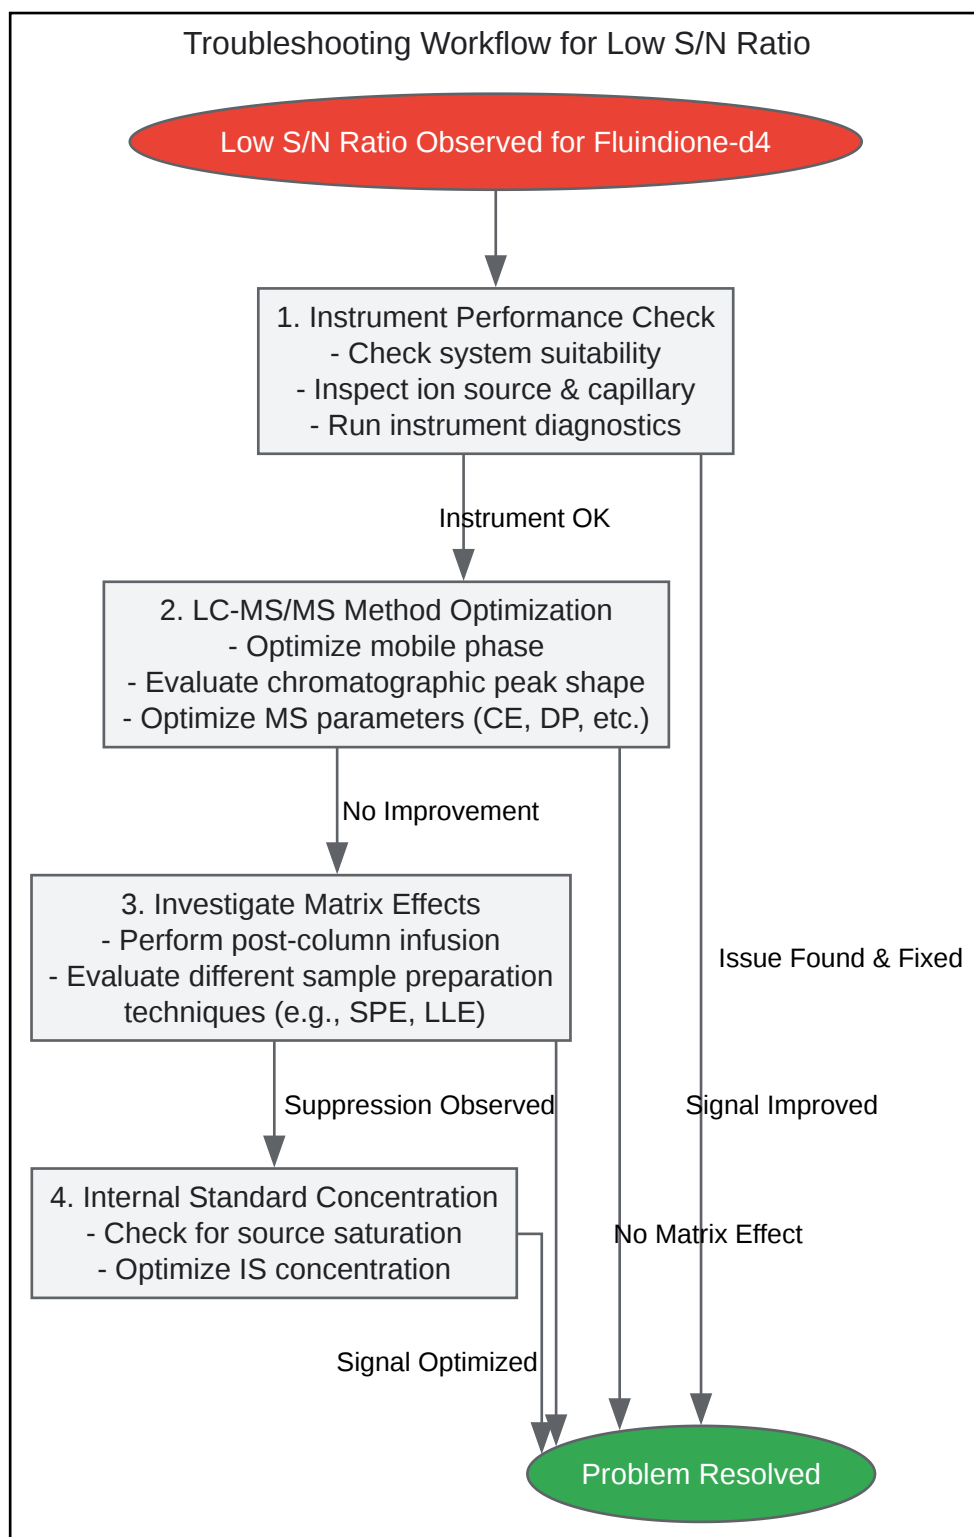 Troubleshooting Workflow for Low S/N Ratio
Low S/N Ratio Observed for Fluindione-d4
1. Instrument Performance Check
- Check system suitability
- Inspect ion source & capillary
- Run instrument diagnostics
Instrument OK
2. LC-MS/MS Method Optimization
- Optimize mobile phase
- Evaluate chromatographic peak shape
- Optimize MS parameters (CE, DP, etc.)
No Improvement
3. Investigate Matrix Effects
- Perform post-column infusion
- Evaluate different sample preparation
techniques (e.g., SPE, LLE)
Issue Found & Fixed
Suppression Observed
Signal Improved
4. Internal Standard Concentration
- Check for source saturation
- Optimize IS concentration
No Matrix Effect
Signal Optimized
Problem Resolved